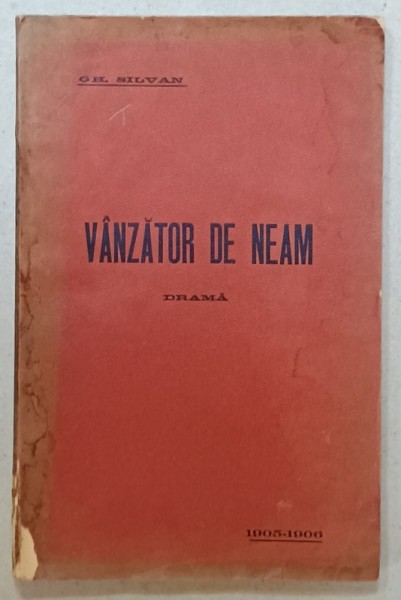 GH. SILVAN
VÂNZĂTOR DE NEAM
DRAMĂ
1905-1906